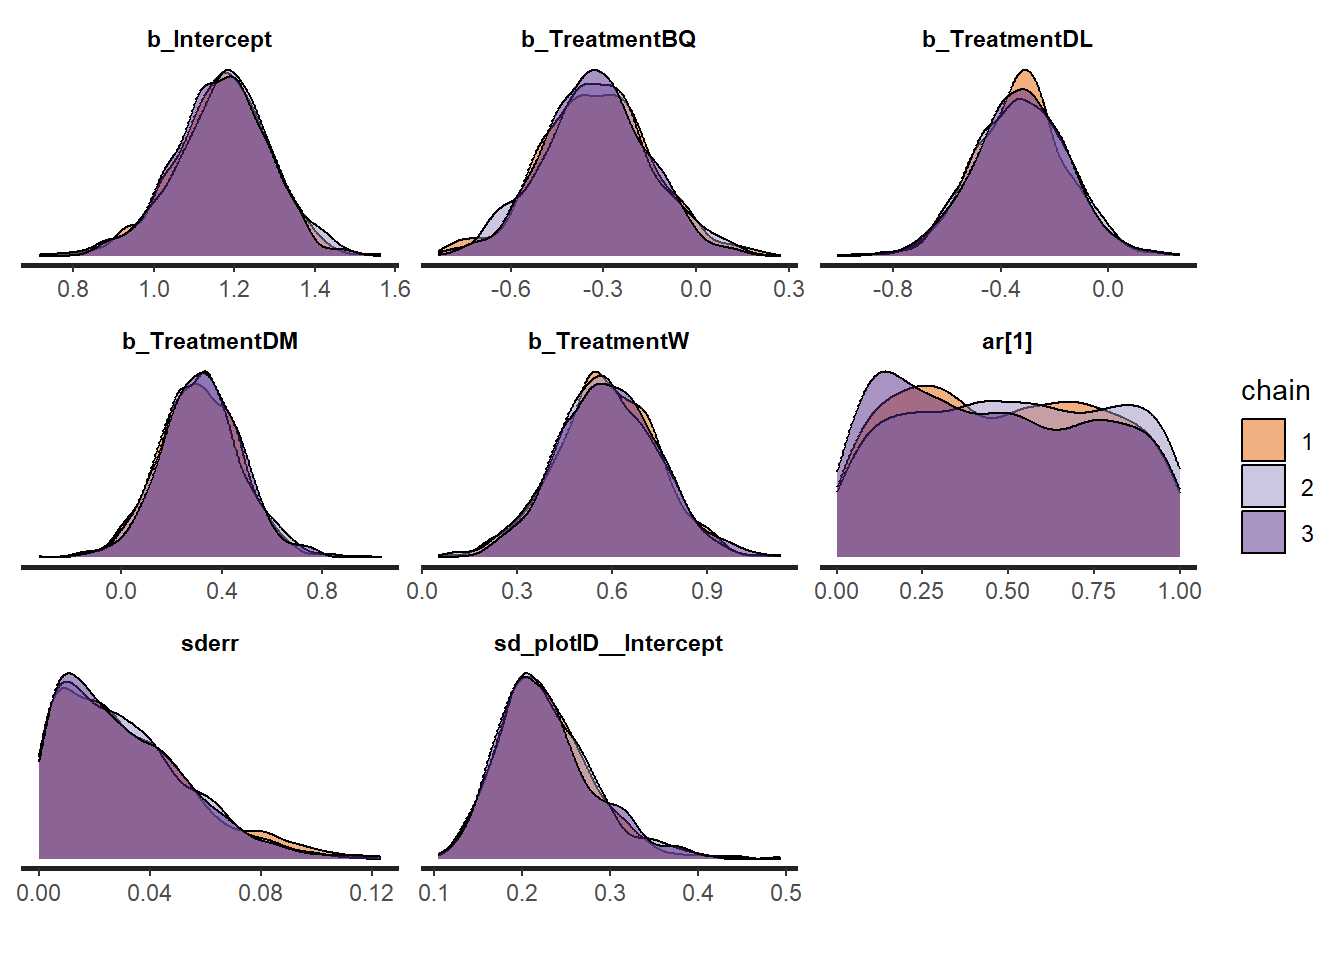 b_Intercept b_TreatmentBQ b_TreatmentDL
0.8 1.0 1.2 1.4 1.6 -0.6 -0.3 0.0 0.3 -0.8 -0.4 0.0
b_TreatmentDM b_TreatmentW ar[1]
0.0 0.4 0.8 0.0 0.3 0.6 0.9 0.00 0.25 0.50 0.75 1.00
sderr sd_plotID__Intercept
0.00 0.04 0.08 0.12 0.1 0.2 0.3 0.4 0.5
chain
1
2
3